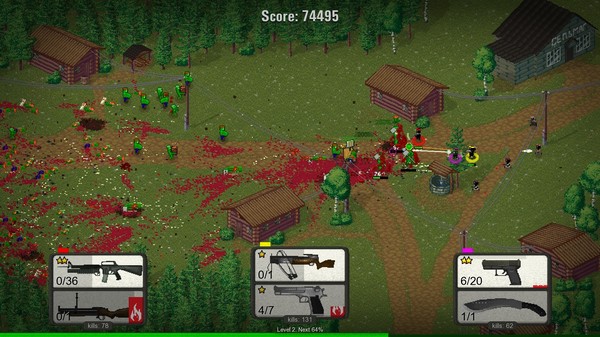 Score: 74495
СЕЛЬМАГ
0/36
0/1
kills: 78
0/1
4/7
kills: 131
6/20
1/1
kills: 62
Level 2. Next 64%